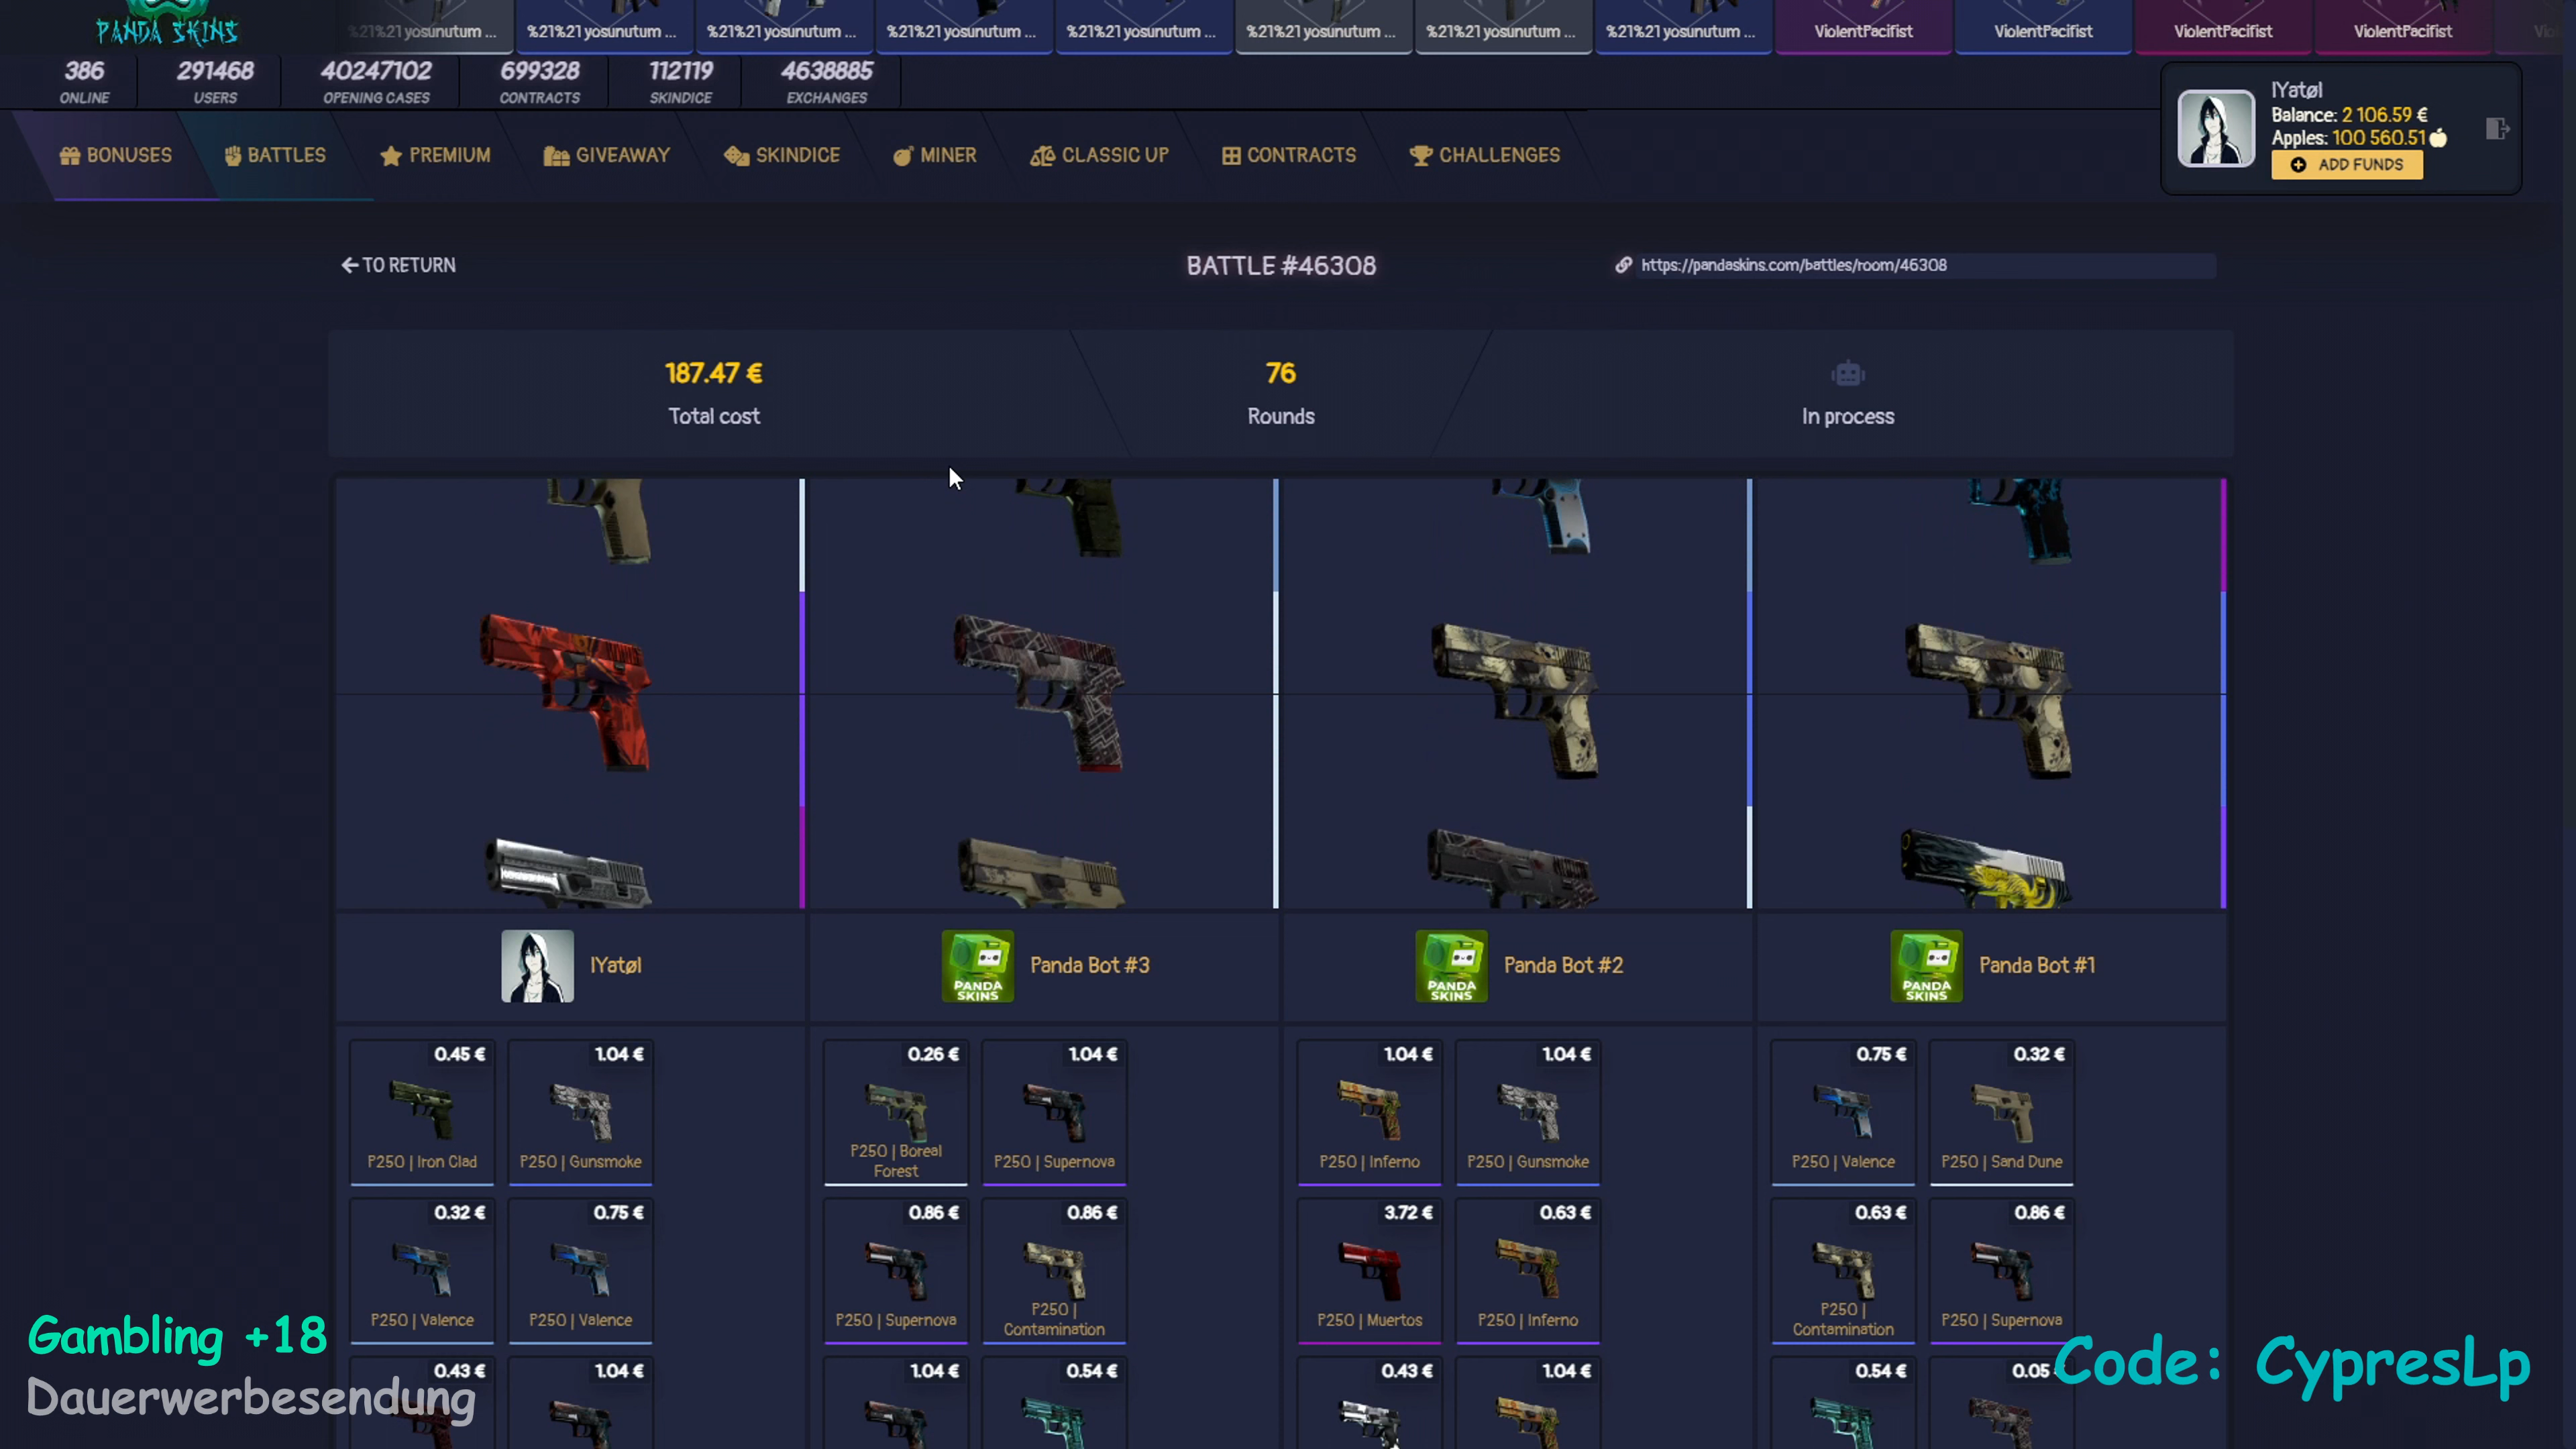 PANDA SKINS
%21%21 yosunutum ...
%21%21 yosunutum ...
%21%21 yosunutum ...
%21%21 yosunutum ...
%21%21 yosunutum ...
%21%21 yosunutum ...
%21%21 yosunutum ...
%21%21 yosunutum ...
ViolentPacifist
ViolentPacifist
ViolentPacifist
ViolentPacifist
386
ONLINE
291468
USERS
40247102
OPENING CASES
699328
CONTRACTS
112119
SKINDICE
4638885
EXCHANGES
lYatøl
Balance: 2 106.59 €
Apples: 100 560.51
ADD FUNDS
BONUSES
BATTLES
PREMIUM
GIVEAWAY
SKINDICE
MINER
CLASSIC UP
CONTRACTS
CHALLENGES
TO RETURN
BATTLE #46308
https://pandaskins.com/battles/room/46308
187.47 €
Total cost
76
Rounds
In process
lYatøl
PANDA
SKINS
Panda Bot #3
PANDA
SKINS
Panda Bot #2
PANDA
SKINS
Panda Bot #1
0.45 €
P250 | Iron Clad
1.04 €
P250 | Gunsmoke
0.26 €
P250 | Boreal
Forest
1.04 €
P250 | Supernova
1.04 €
P250 | Inferno
1.04 €
P250 | Gunsmoke
0.75 €
P250 | Valence
0.32 €
P250 | Sand Dune
0.32 €
P250 | Valence
0.75 €
P250 | Valence
0.86 €
P250 | Supernova
0.86 €
P250 |
Contamination
3.72 €
P250 | Muertos
0.63 €
P250 | Inferno
0.63 €
P250 |
Contamination
0.86 €
P250 | Supernova
0.43 €
1.04 €
1.04 €
0.54 €
0.43 €
1.04 €
0.54 €
0.05
Gambling +18
Dauerwerbesendung
Code: CypresLp